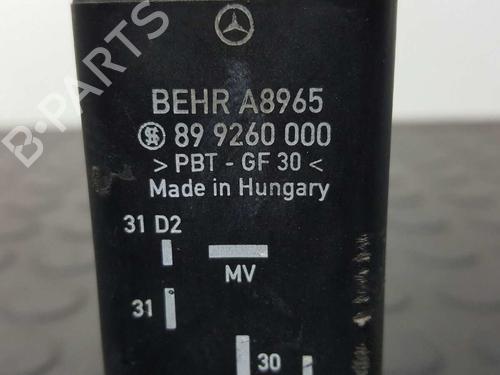 BEHR A8965
89 9260 000
> PBT - GF 30 <
Made in Hungary
31 D2
MV
31
30
B-Parts